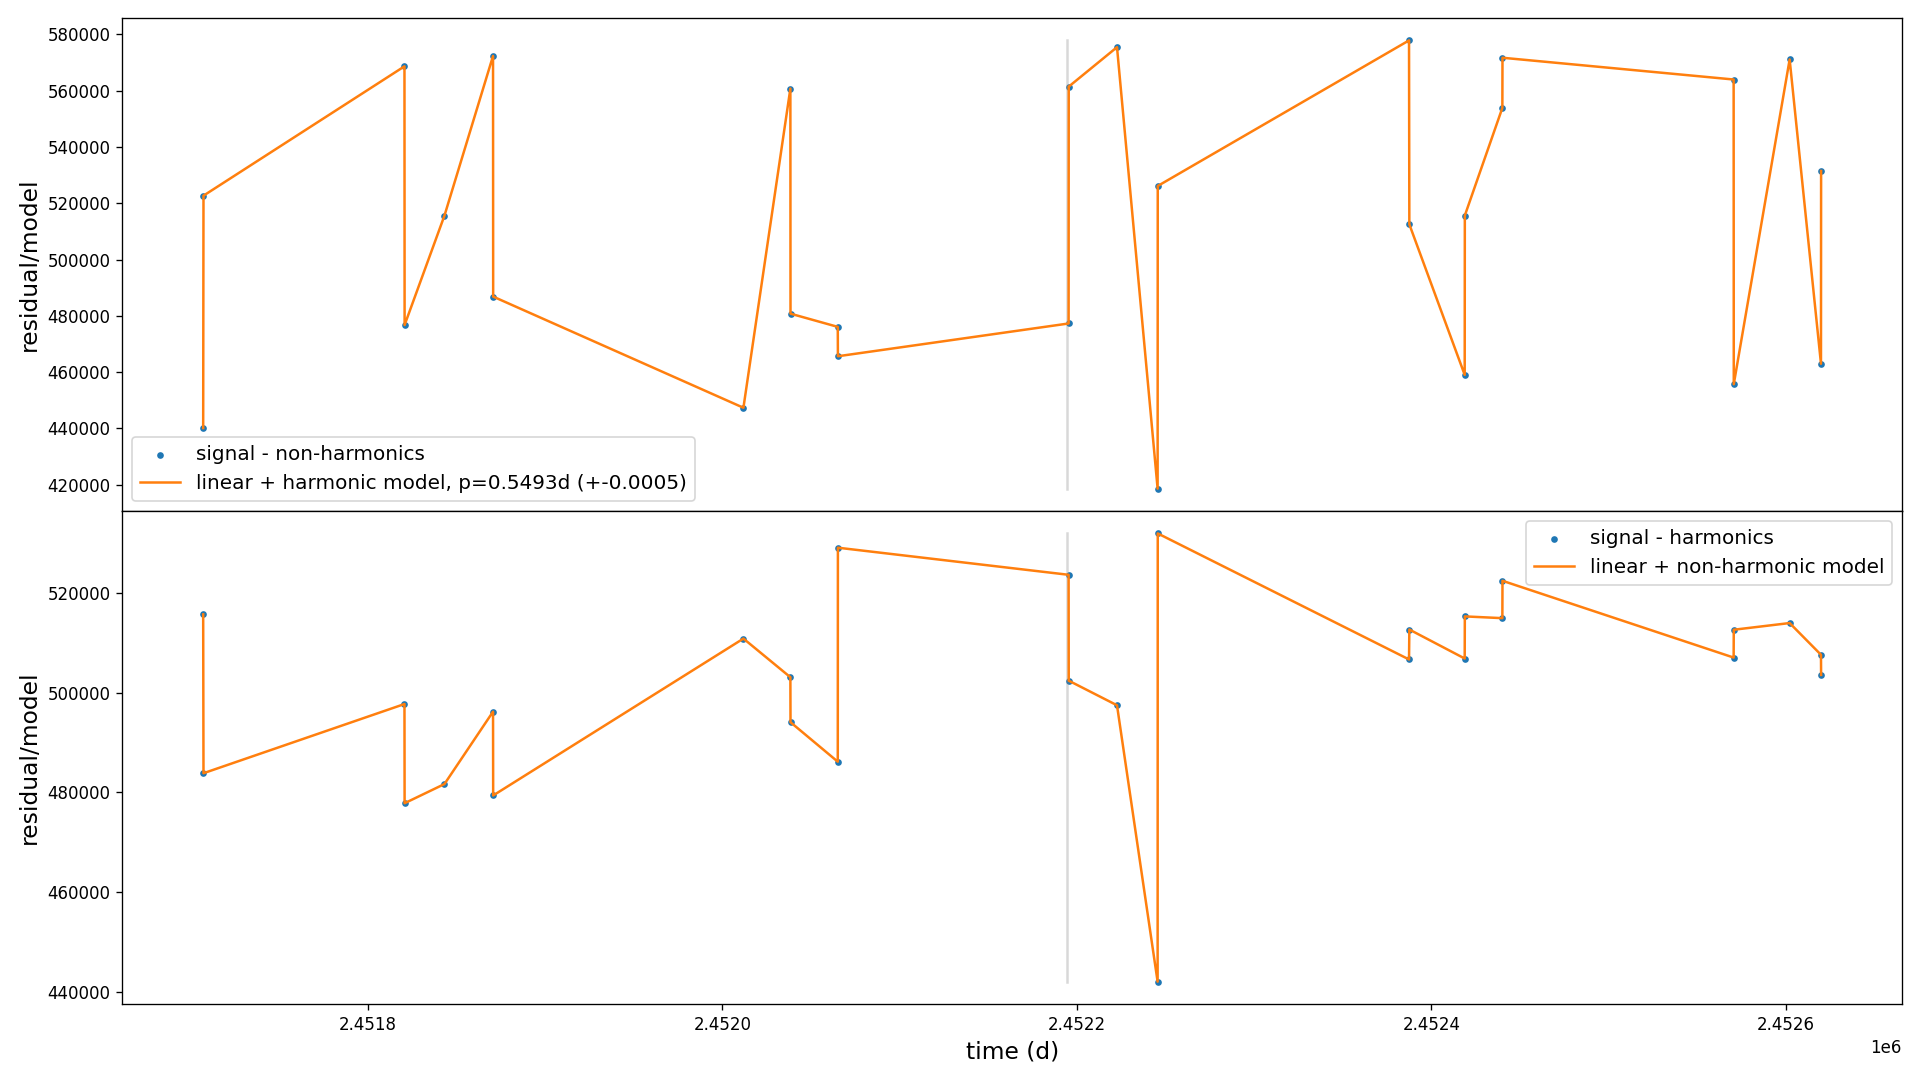 580000
560000
540000
520000
500000
480000
460000
440000
420000
residual/model
signal - non-harmonics
linear + harmonic model, p=0.5493d (+-0.0005)
520000
500000
480000
460000
440000
residual/model
signal - harmonics
linear + non-harmonic model
2.4518
2.4520
2.4522
2.4524
2.4526
1e6
time (d)